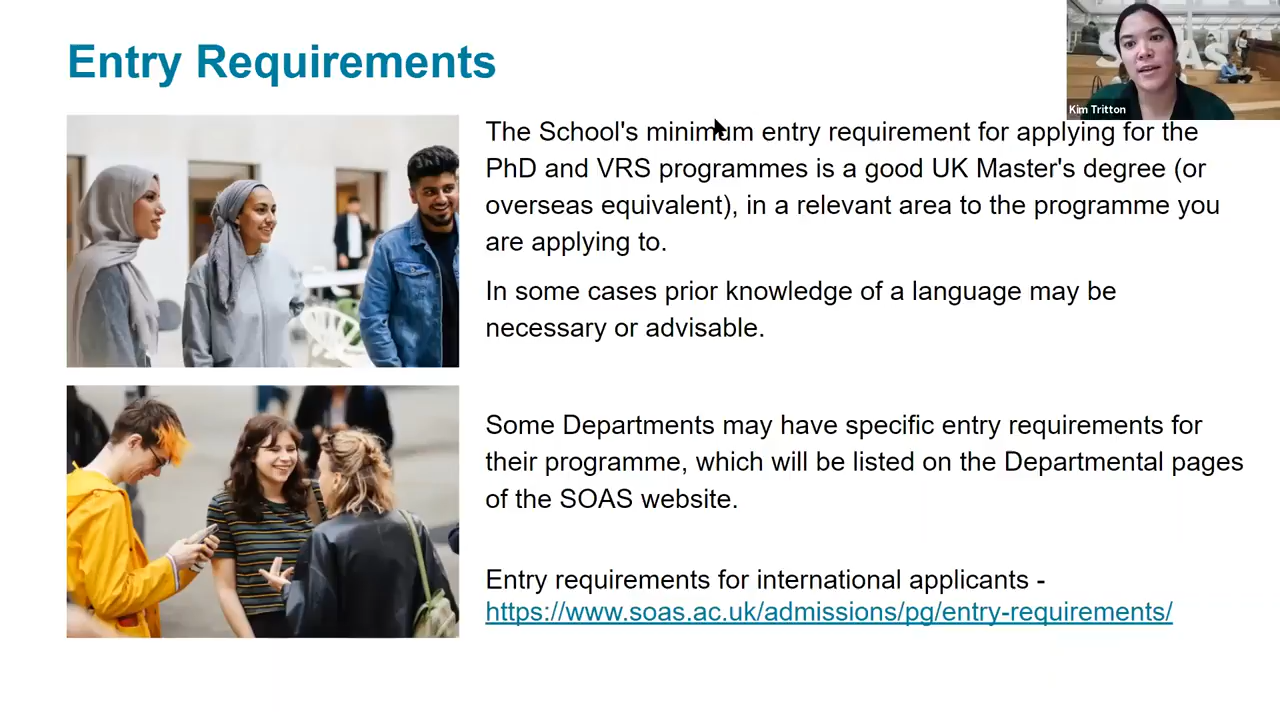 Entry Requirements
SOAS
Kim Tritton
The School's minimum entry requirement for applying for the
PhD and VRS programmes is a good UK Master's degree (or
overseas equivalent), in a relevant area to the programme you
are applying to.
In some cases prior knowledge of a language may be
necessary or advisable.
Some Departments may have specific entry requirements for
their programme, which will be listed on the Departmental pages
of the SOAS website.
Entry requirements for international applicants -
https://www.soas.ac.uk/admissions/pg/entry-requirements/